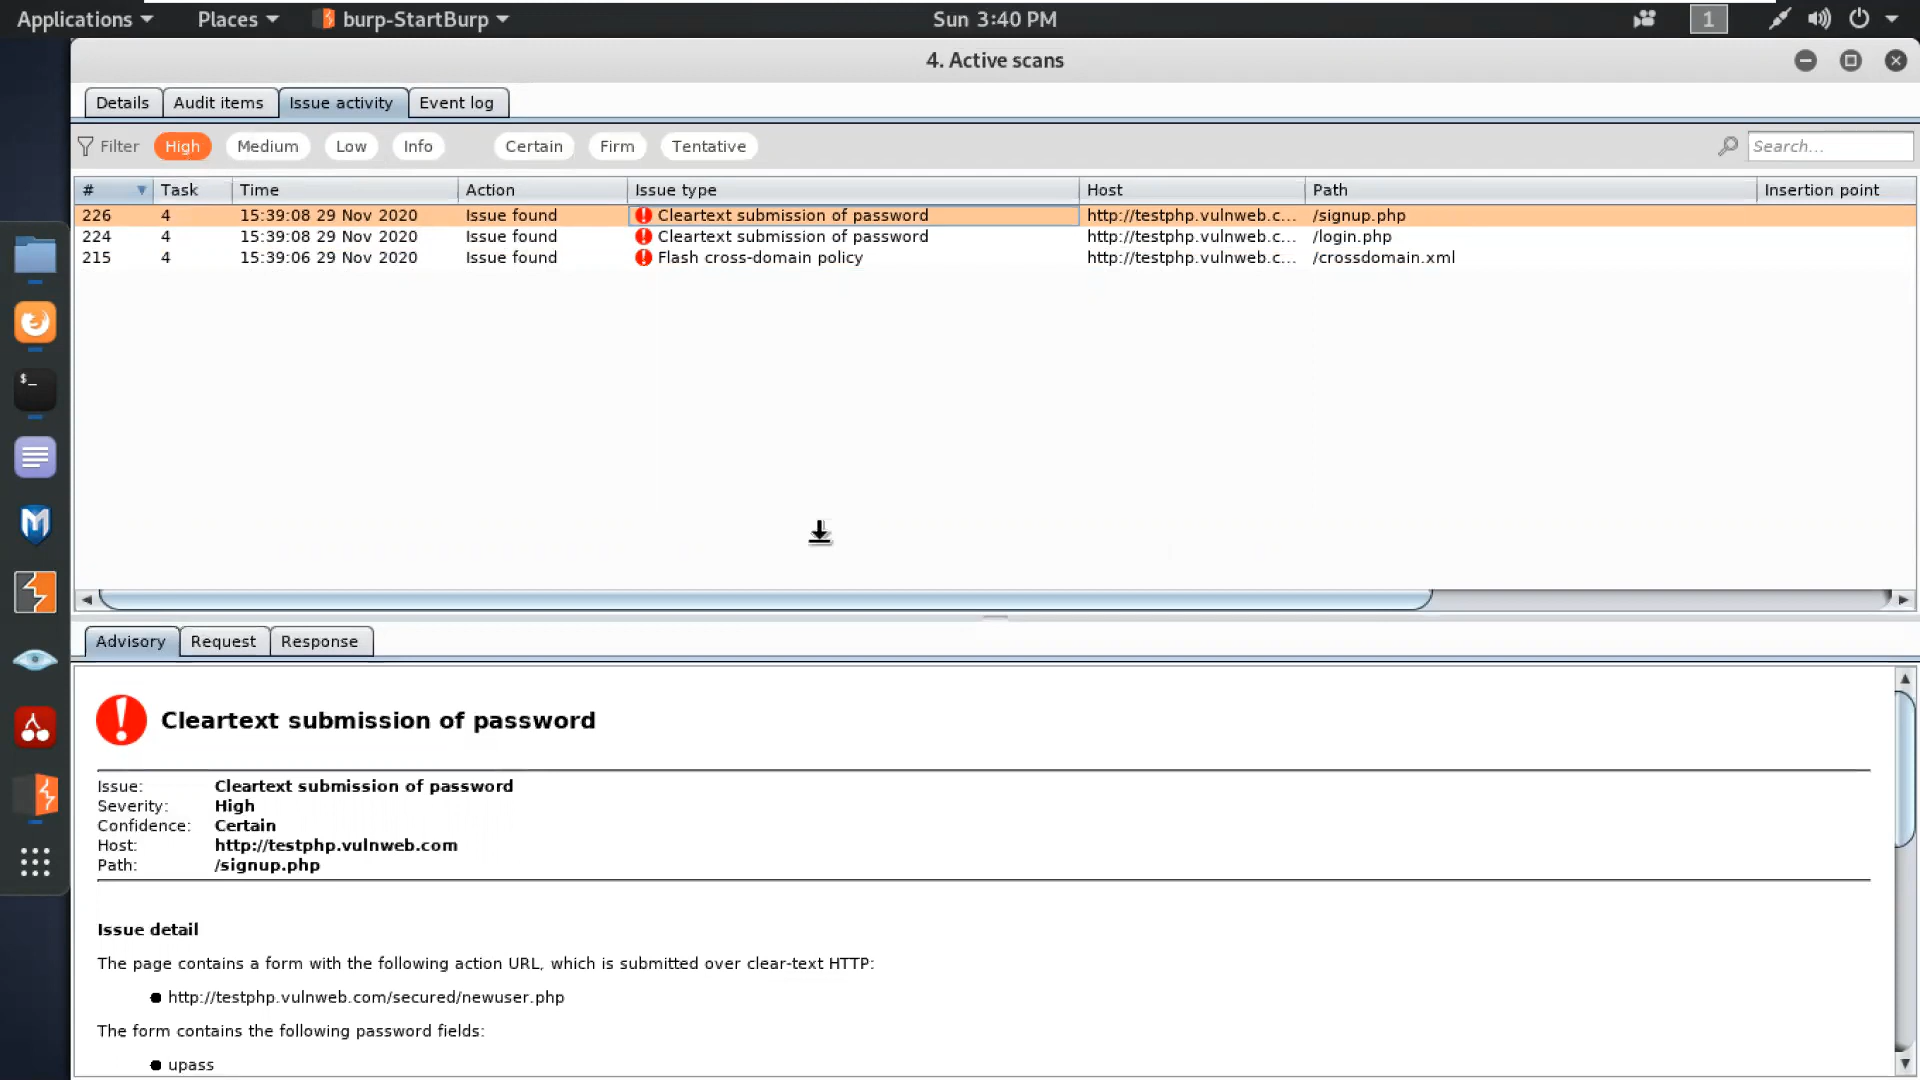 Applications Places burp-StartBurp Sun 3:40 PM 1
4. Active scans
Details Audit items Issue activity Event log
Filter High Medium Low Info Certain Firm Tentative Search...
# Task Time Action Issue type Host Path Insertion point
226 4 15:39:08 29 Nov 2020 Issue found Cleartext submission of password http://testphp.vulnweb.c... /signup.php
224 4 15:39:08 29 Nov 2020 Issue found Cleartext submission of password http://testphp.vulnweb.c... /login.php
215 4 15:39:06 29 Nov 2020 Issue found Flash cross-domain policy http://testphp.vulnweb.c... /crossdomain.xml
$_
Advisory Request Response
Cleartext submission of password
Issue: Cleartext submission of password
Severity: High
Confidence: Certain
Host: http://testphp.vulnweb.com
Path: /signup.php
Issue detail
The page contains a form with the following action URL, which is submitted over clear-text HTTP:
● http://testphp.vulnweb.com/secured/newuser.php
The form contains the following password fields:
● upass